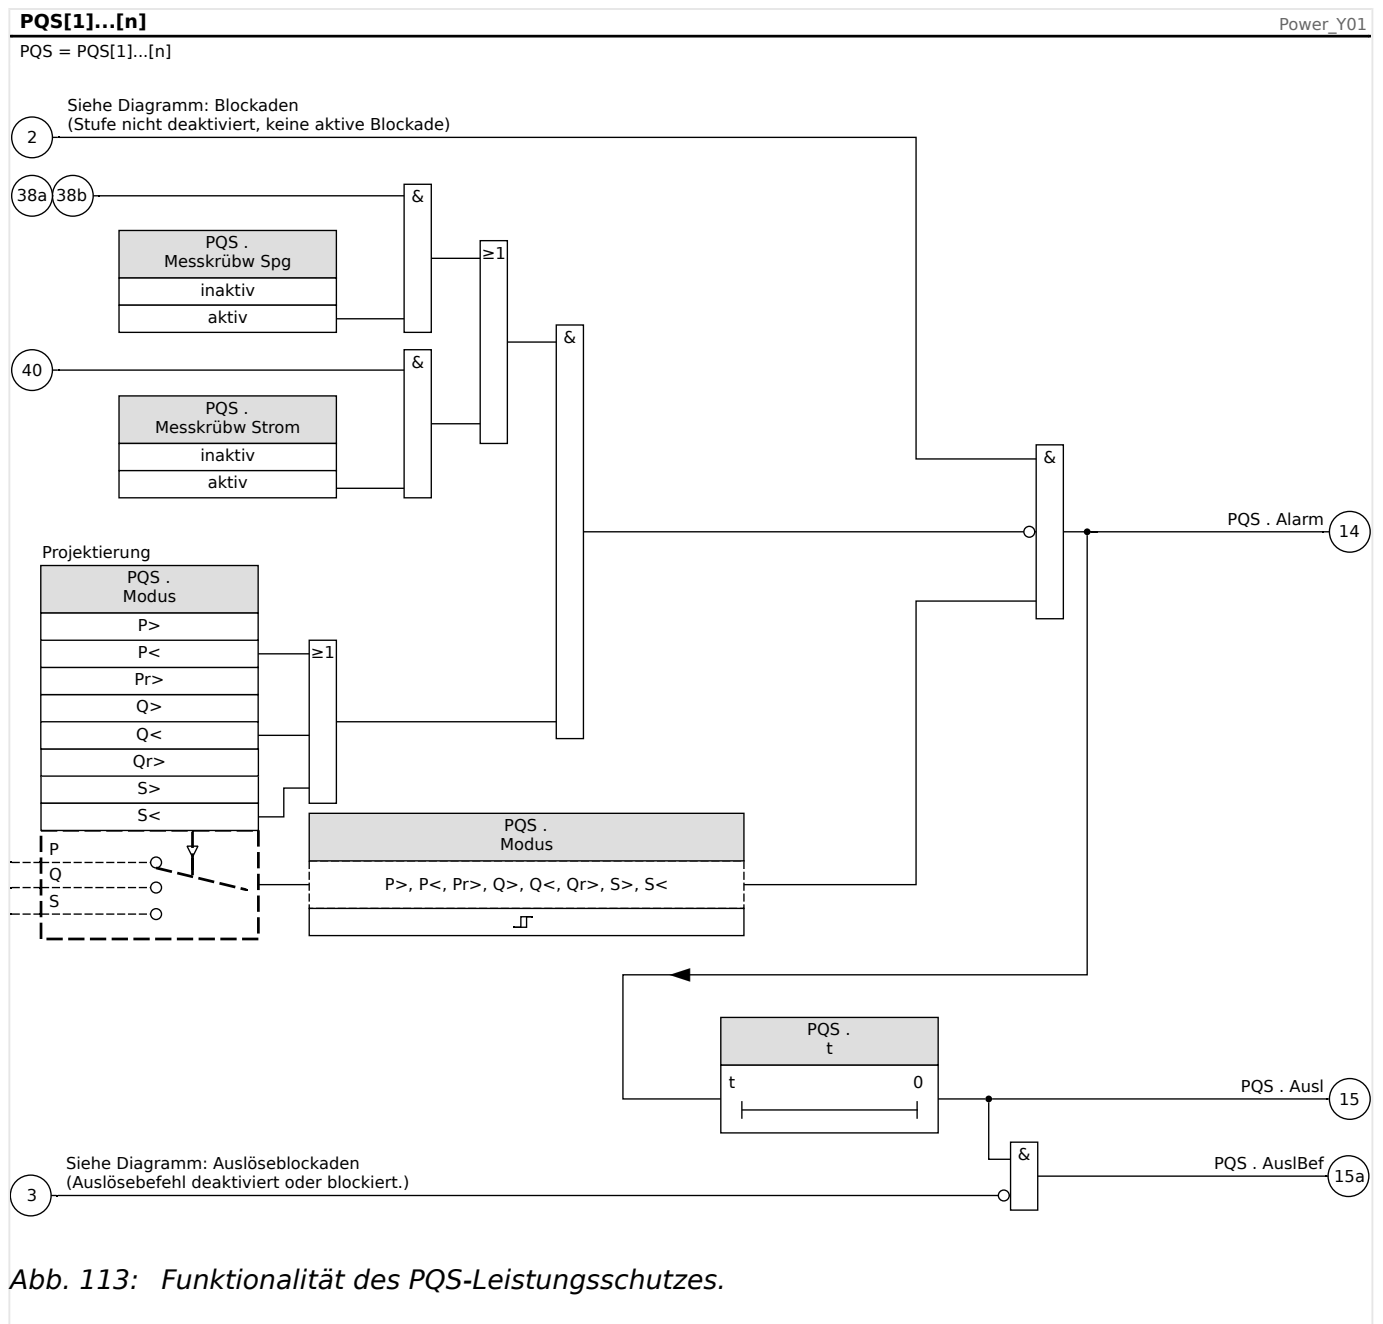 PQS[1]...[n]
Power_Y01
PQS = PQS[1]...[n]
Siehe Diagramm: Blockaden
(Stufe nicht deaktiviert, keine aktive Blockade)
2
38a 38b
&
PQS .
Messkrübw Spg
inaktiv
aktiv
≥1
&
40
&
PQS .
Messkrübw Strom
inaktiv
aktiv
&
PQS . Alarm
14
Projektierung
PQS .
Modus
P>
P<
Pr>
Q>
Q<
Qr>
S>
S<
≥1
P
Q
S
PQS .
Modus
P>, P<, Pr>, Q>, Q<, Qr>, S>, S<
PQS .
t
t 0
PQS . Ausl
15
&
PQS . AuslBef
15a
Siehe Diagramm: Auslöseblockaden
(Auslösebefehl deaktiviert oder blockiert.)
3
Abb. 113: Funktionalität des PQS-Leistungsschutzes.